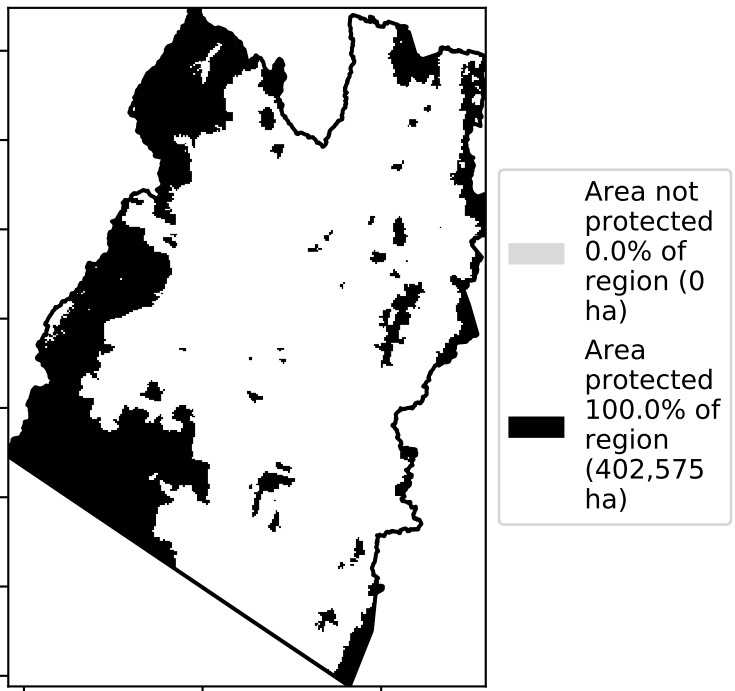 Area not
protected
0.0% of
region (0
ha)
Area
protected
100.0% of
region
(402,575
ha)